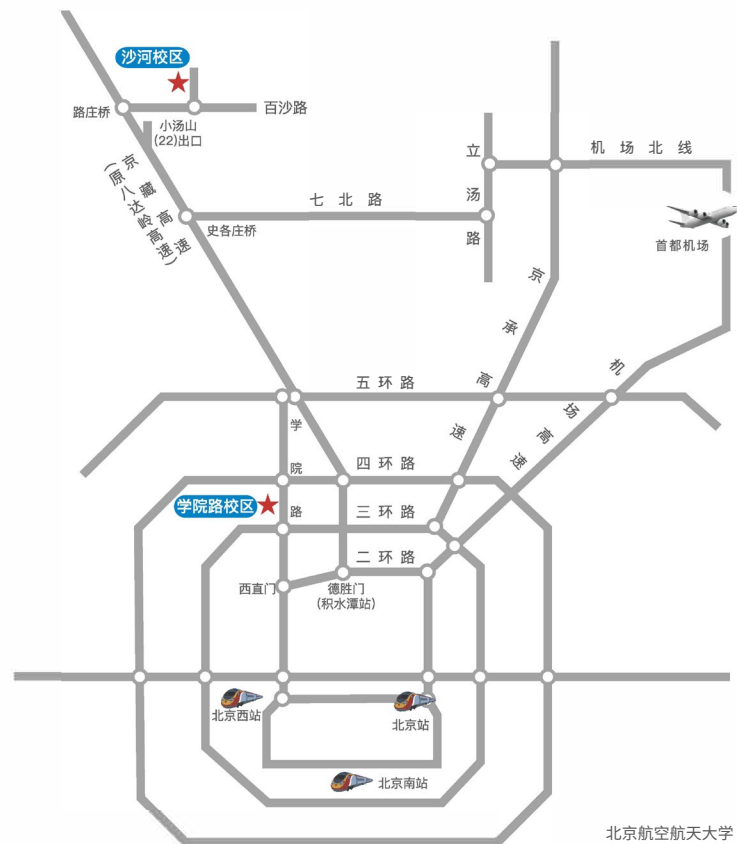 沙河校区
路庄桥
百沙路
小汤山
(22)出口
立汤路
机场北线
京藏高速
(原八达岭高速)
七北路
史各庄桥
首都机场
京承高速
机场高速
五环路
学院路
四环路
学院路校区
三环路
二环路
西直门
德胜门
(积水潭站)
北京西站
北京站
北京南站
北京航空航天大学